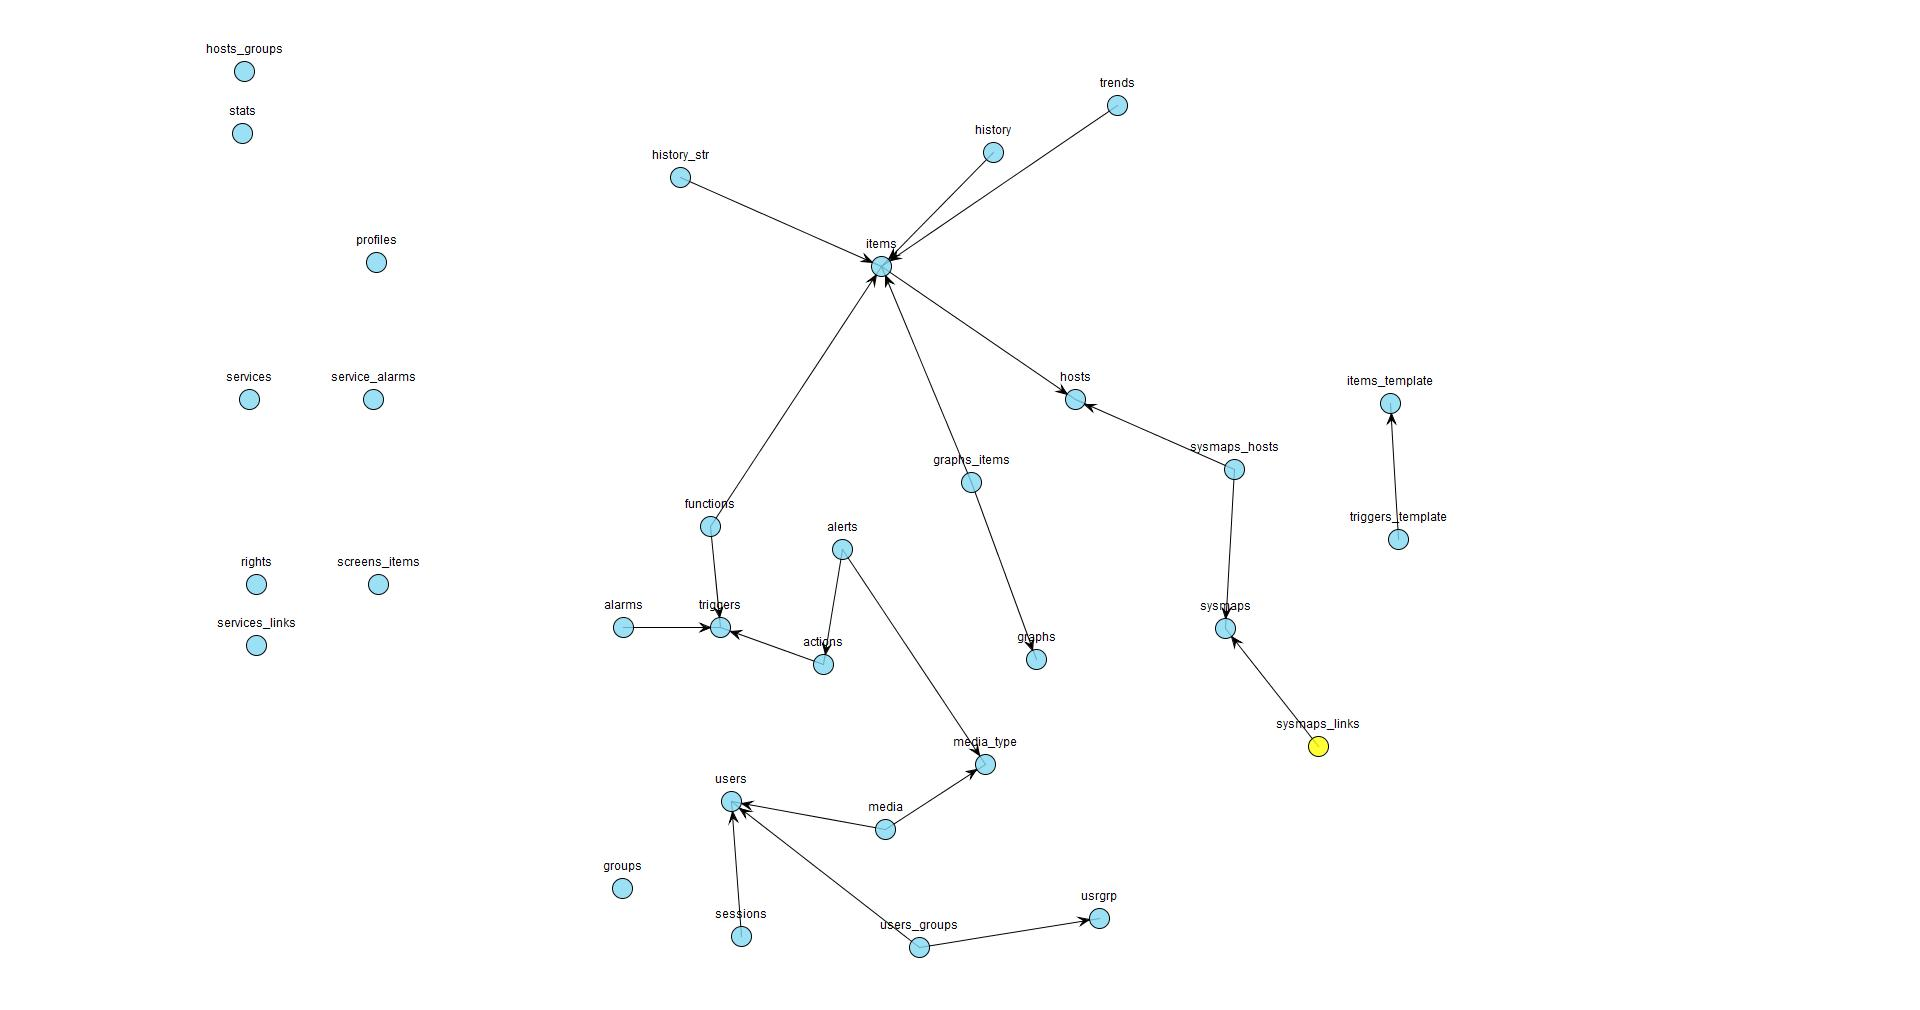 hosts_groups
stats
trends
history
history_str
profiles
items
services
service_alarms
hosts
items_template
sysmaps_hosts
graphs_items
functions
alerts
triggers_template
rights
screens_items
alarms
triggers
sysmaps
services_links
actions
graphs
sysmaps_links
media_type
users
media
groups
usrgrp
sessions
users_groups